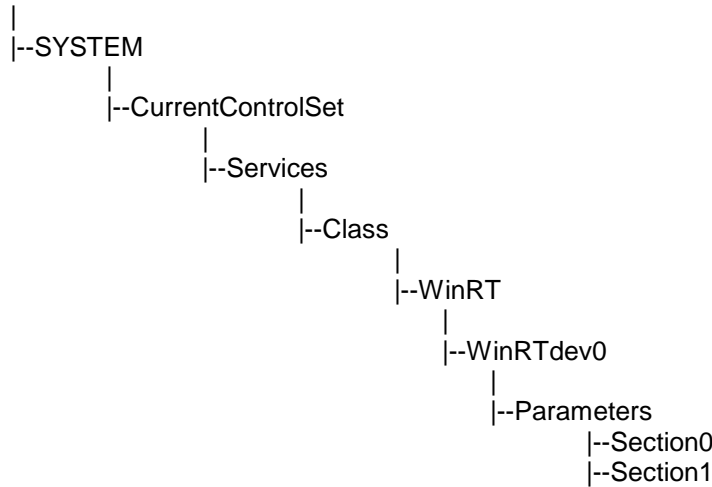 |
|--SYSTEM
|
|--CurrentControlSet
|
|--Services
|
|--Class
|
|--WinRT
|
|--WinRTdev0
|
|--Parameters
|--Section0
|--Section1